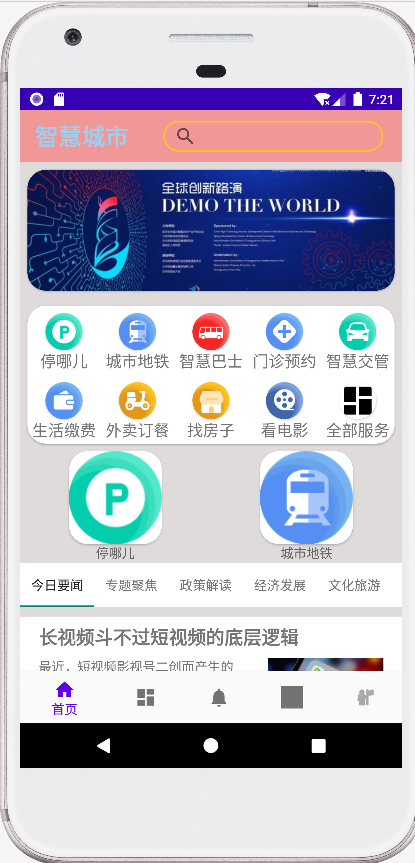 7:21
智慧城市
全球创新路演
DEMO THE WORLD
停哪儿 城市地铁 智慧巴士 门诊预约 智慧交管
生活缴费 外卖订餐 找房子 看电影 全部服务
停哪儿 城市地铁
今日要闻 专题聚焦 政策解读 经济发展 文化旅游
长视频斗不过短视频的底层逻辑
最近，短视频影视号二创而产生的
首页